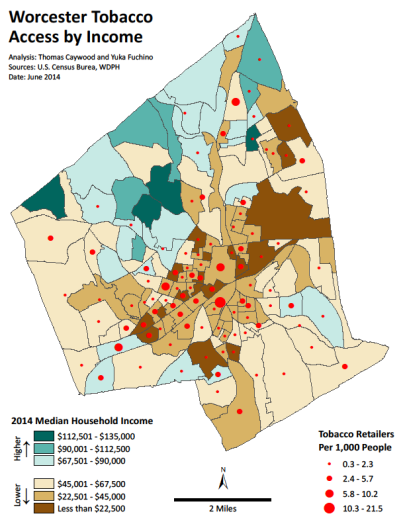 Worcester Tobacco
Access by Income
Analysis: Thomas Caywood and Yuka Fuchino
Sources: U.S. Census Burea, WDPH
Date: June 2014
2014 Median Household Income
Higher
$112,501 - $135,000
$90,001 - $112,500
$67,501 - $90,000
Lower
$45,001 - $67,500
$22,501 - $45,000
Less than $22,500
N
2 Miles
Tobacco Retailers
Per 1,000 People
0.3 - 2.3
2.4 - 5.7
5.8 - 10.2
10.3 - 21.5